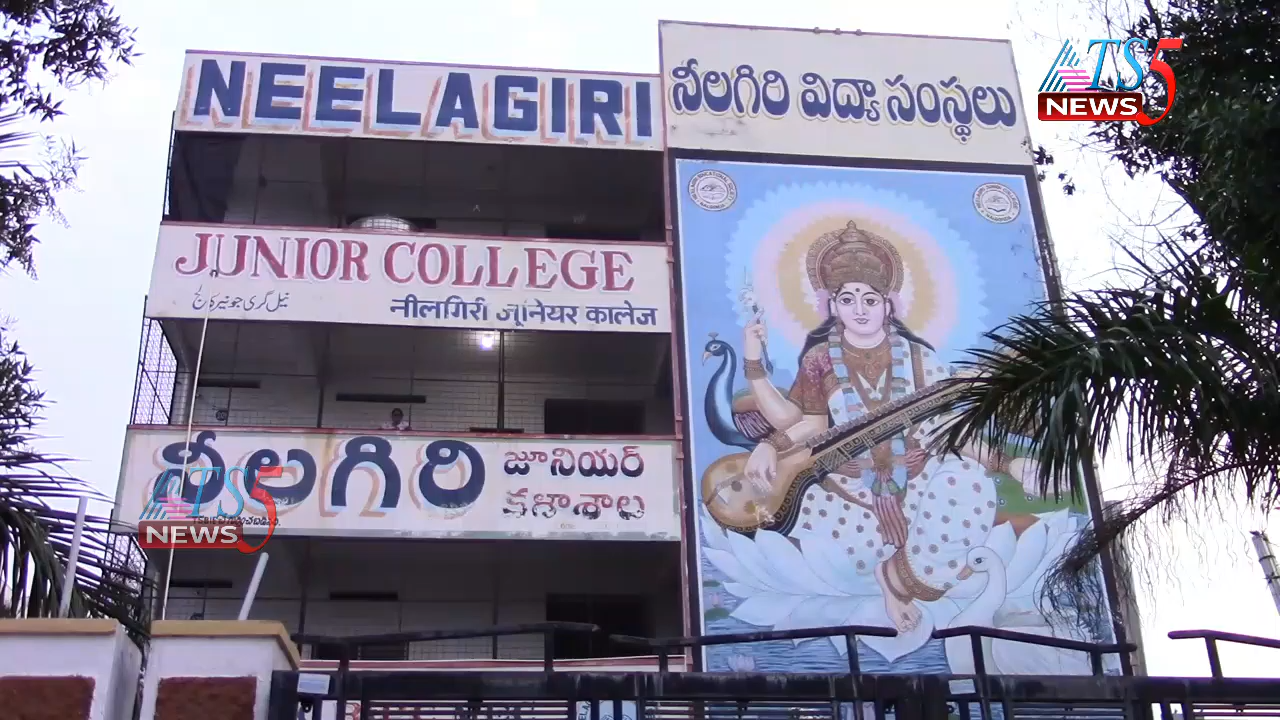 NEELAGIRI
నీలగిరి విద్యా సంస్థలు
TS5
NEWS
JUNIOR COLLEGE
نیل گری جونیر کالج
नीलगिरी जूनियर कालेज
నీలగిరి
జూనియర్
కళాశాల
TS5
NEWS